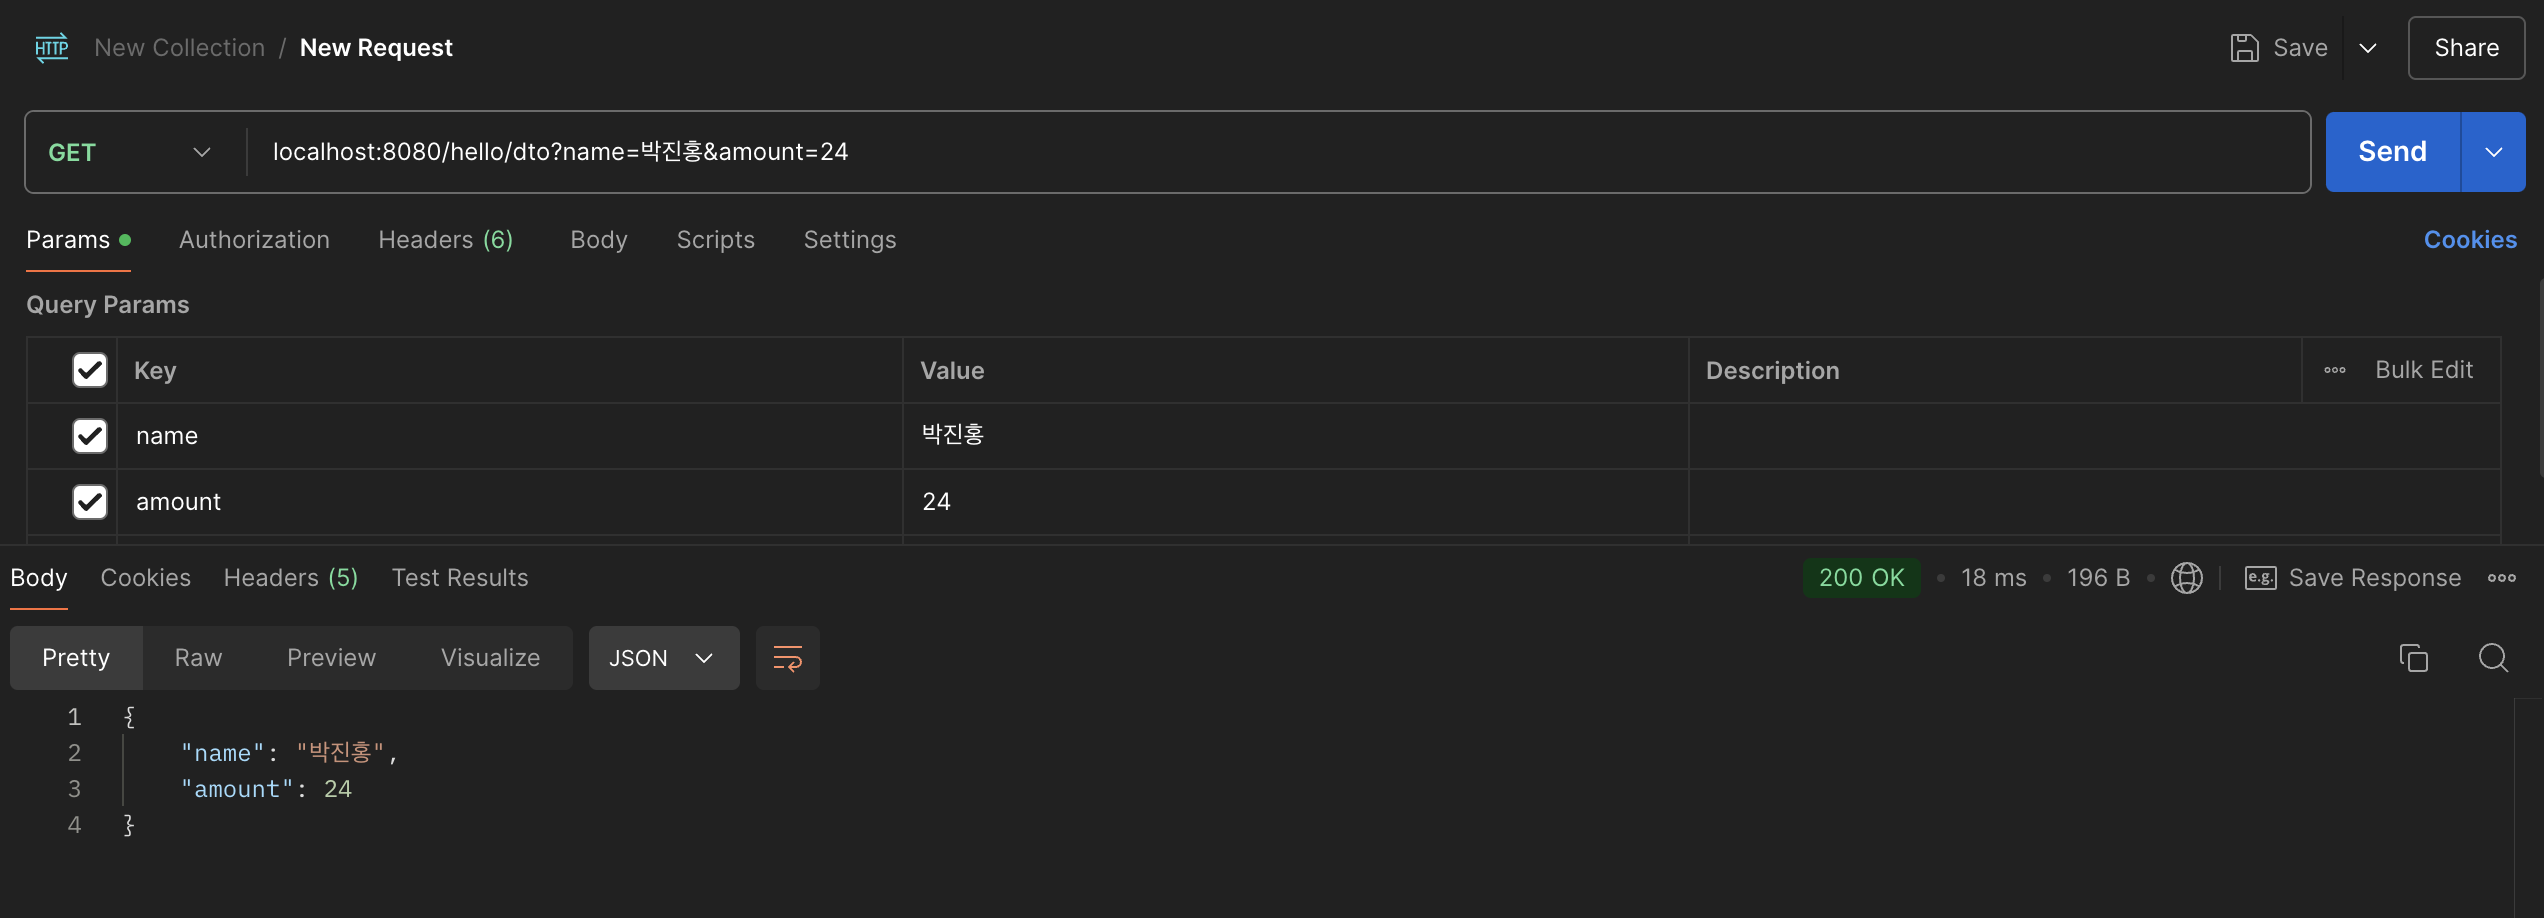 HTTP New Collection / New Request Save Share
GET localhost:8080/hello/dto?name=박진홍&amount=24 Send
Params Authorization Headers (6) Body Scripts Settings Cookies
Query Params
Key Value Description Bulk Edit
name 박진홍
amount 24
Body Cookies Headers (5) Test Results 200 OK 18 ms 196 B e.g. Save Response
Pretty Raw Preview Visualize JSON
1 {
2 "name": "박진홍",
3 "amount": 24
4 }